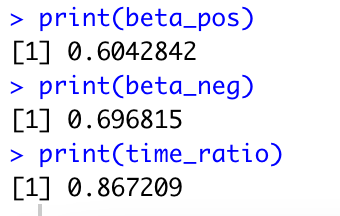 > print(beta_pos)
[1] 0.6042842
> print(beta_neg)
[1] 0.696815
> print(time_ratio)
[1] 0.867209